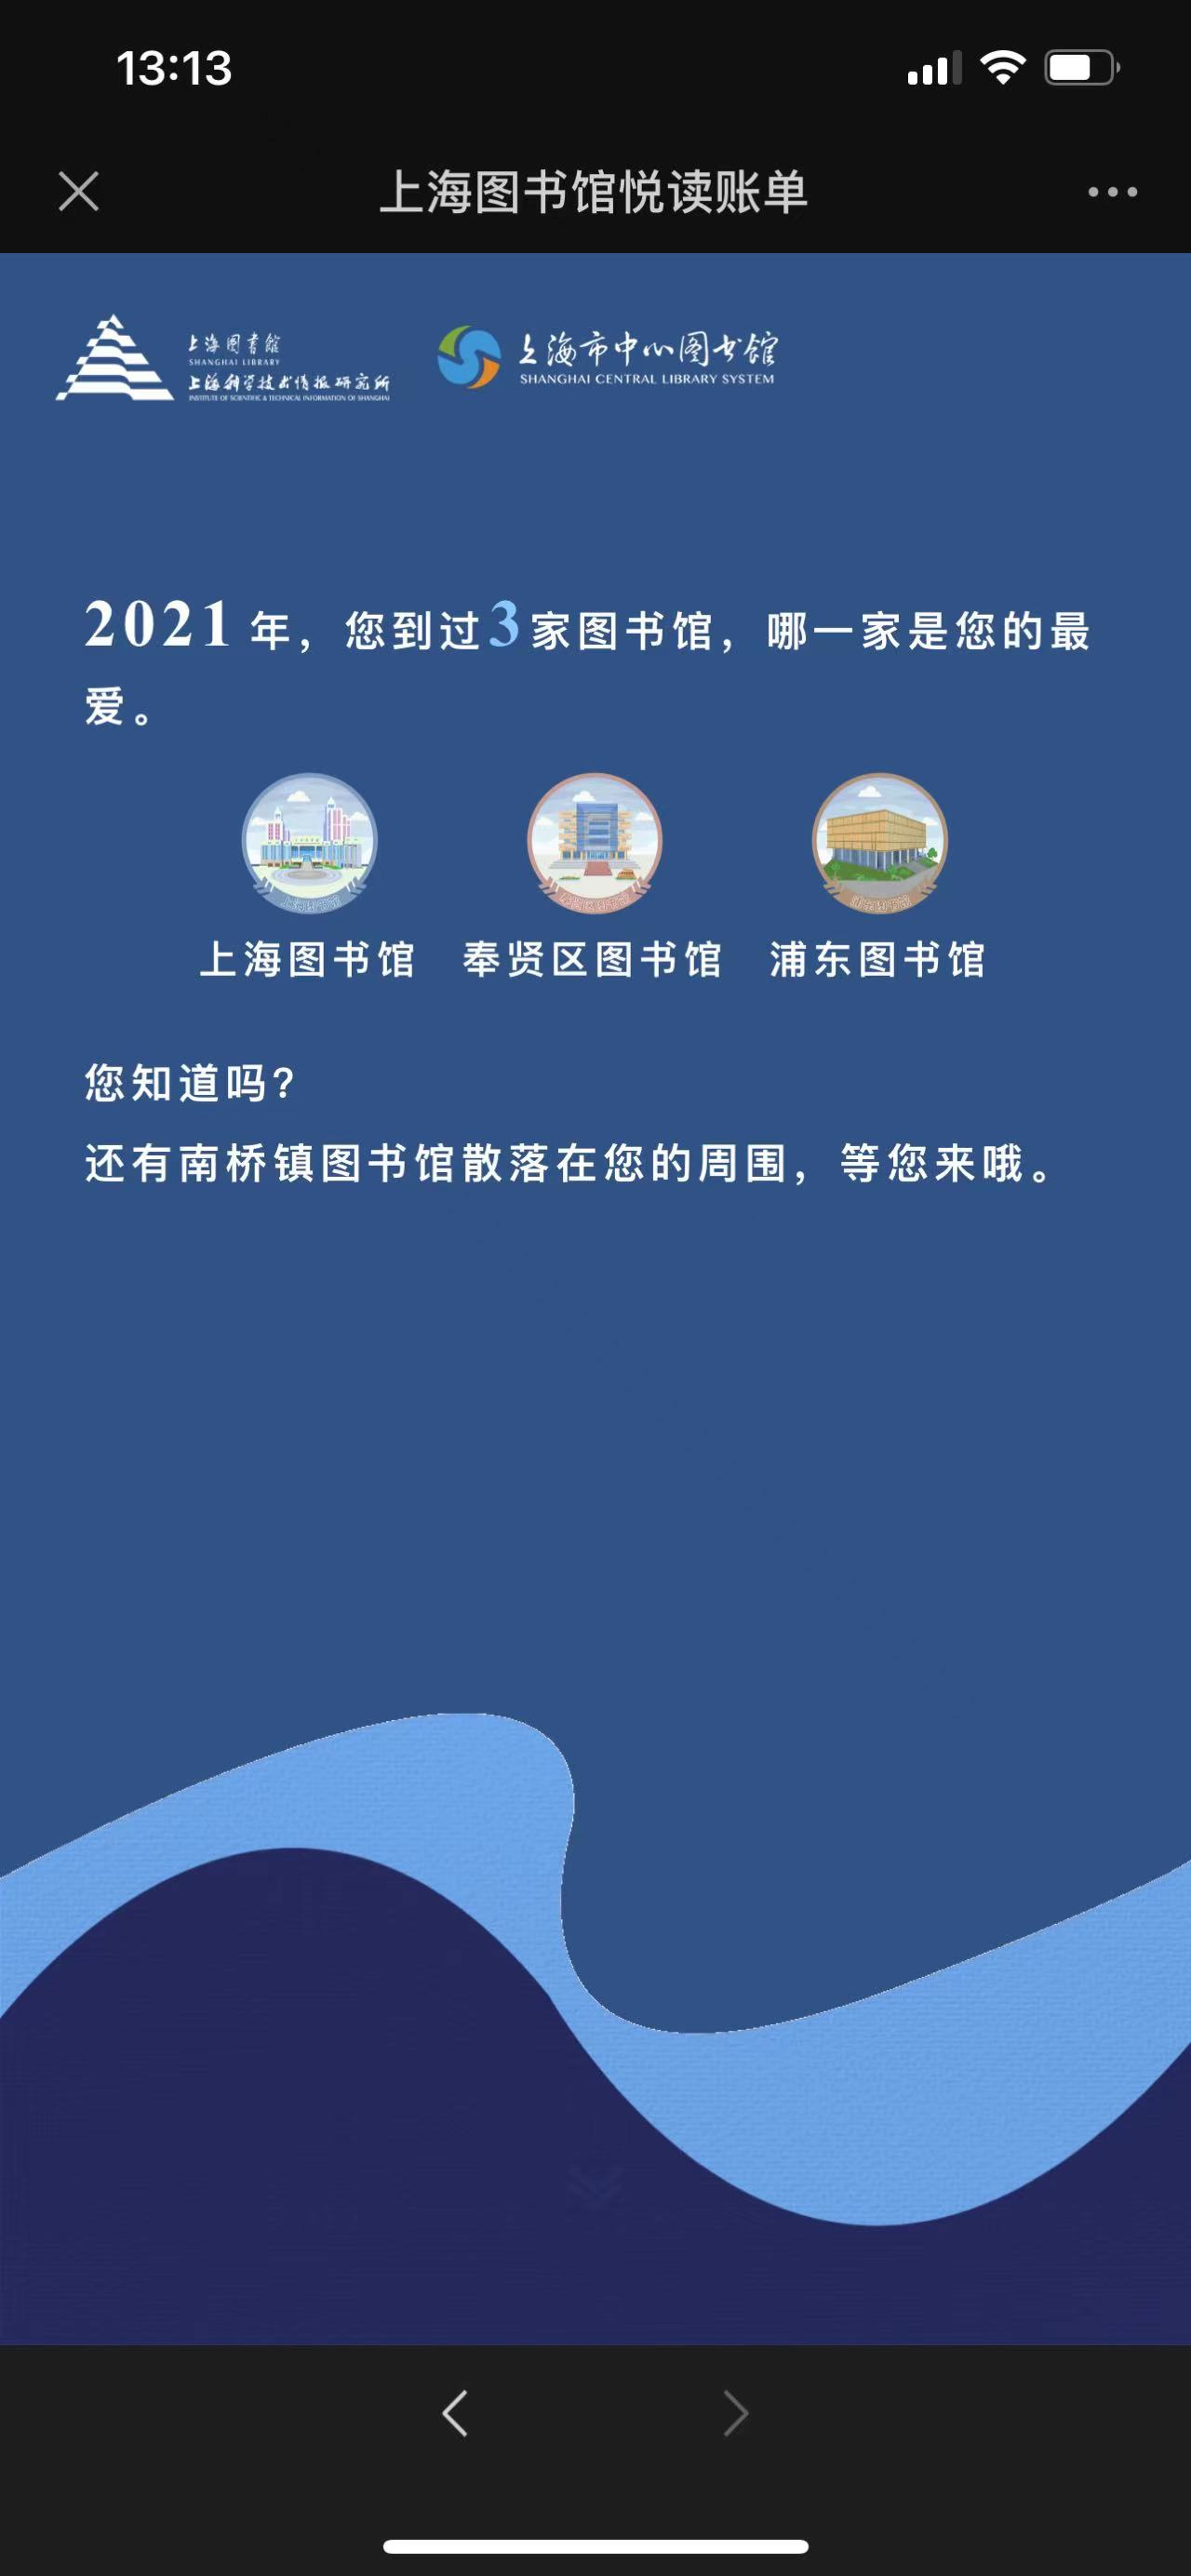 13:13
上海图书馆悦读账单
上海图书館
SHANGHAI LIBRARY
上海科学技术情报研究所
INSTITUTE OF SCIENTIFIC & TECHNICAL INFORMATION OF SHANGHAI
上海市中心图书馆
SHANGHAI CENTRAL LIBRARY SYSTEM
2021 年，您到过3家图书馆，哪一家是您的最
爱。
上海图书馆 奉贤区图书馆 浦东图书馆
您知道吗?
还有南桥镇图书馆散落在您的周围，等您来哦。